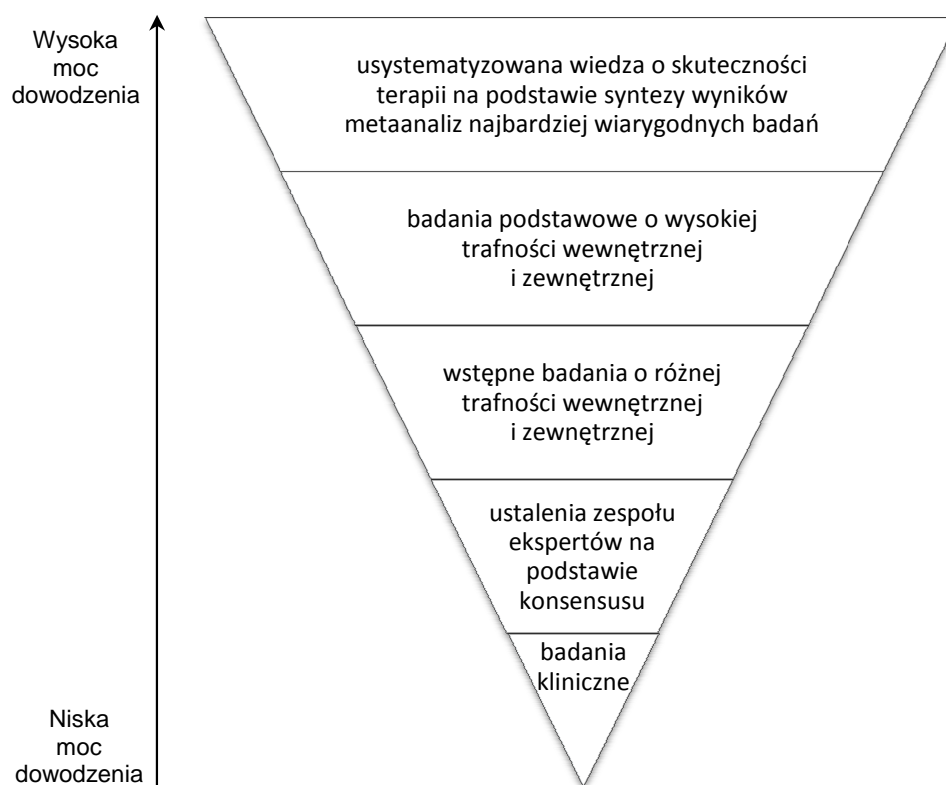 Wysoka
moc
dowodzenia
usystematyzowana wiedza o skuteczności
terapii na podstawie syntezy wyników
metaanaliz najbardziej wiarygodnych badań
badania podstawowe o wysokiej
trafności wewnętrznej
i zewnętrznej
wstępne badania o różnej
trafności wewnętrznej
i zewnętrznej
ustalenia zespołu
ekspertów na
podstawie
konsensusu
badania
kliniczne
Niska
moc
dowodzenia